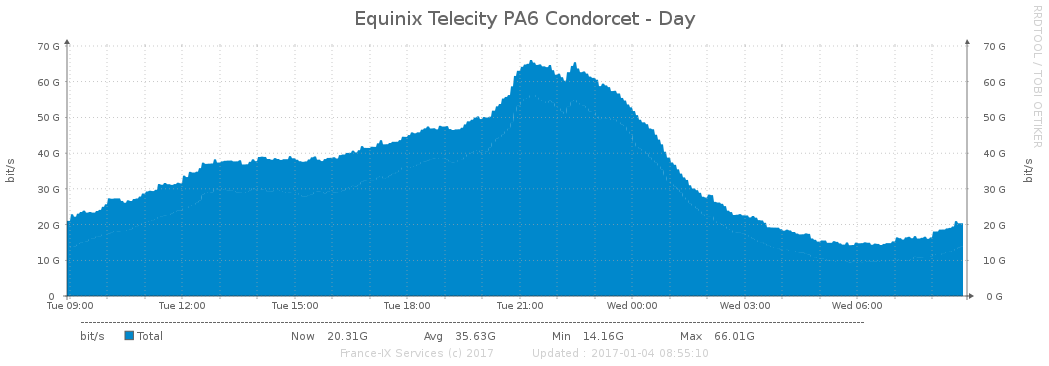 Equinix Telecity PA6 Condorcet - Day
RRDTOOL / TOBI OETIKER
bit/s
70 G
60 G
50 G
40 G
30 G
20 G
10 G
0
70 G
60 G
50 G
40 G
30 G
20 G
10 G
0 G
bit/s
Tue 09:00 Tue 12:00 Tue 15:00 Tue 18:00 Tue 21:00 Wed 00:00 Wed 03:00 Wed 06:00
bit/s Total Now 20.31G Avg 35.63G Min 14.16G Max 66.01G
France-IX Services (c) 2017 Updated : 2017-01-04 08:55:10